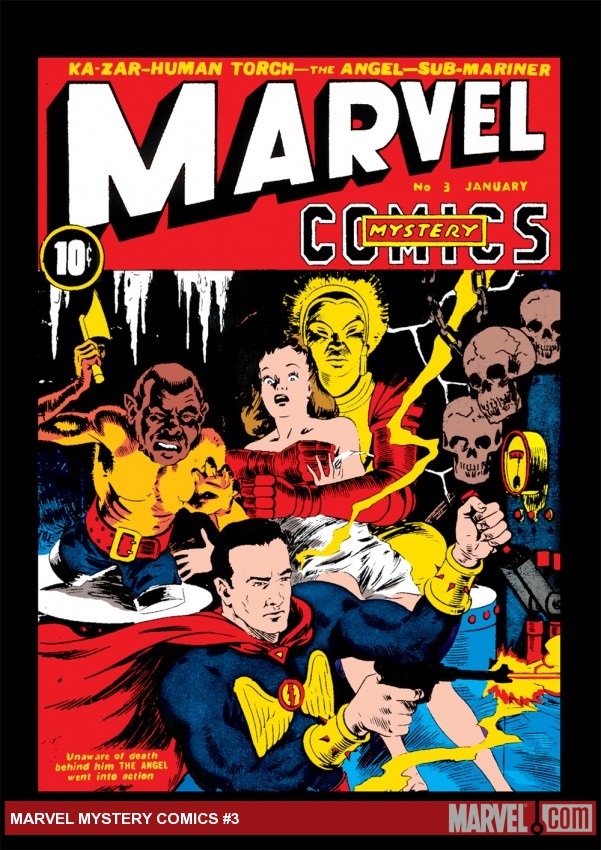 KA-ZAR—HUMAN TORCH—THE ANGEL—SUB-MARINER
MARVEL
No 3 JANUARY
COMICS
MYSTERY
10¢
Unaware of death
behind him THE ANGEL
went into action
MARVEL MYSTERY COMICS #3
MARVEL.com